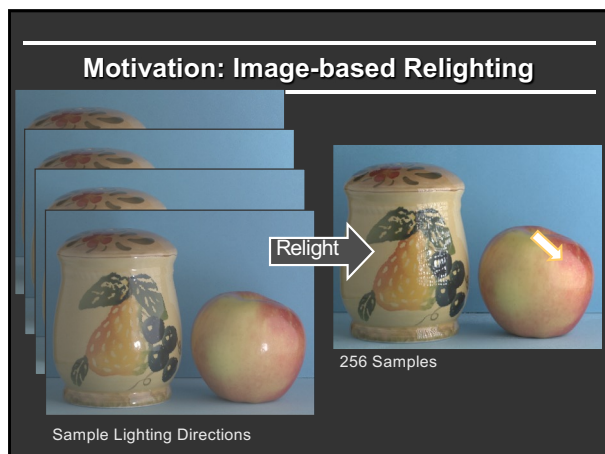 Motivation: Image-based Relighting
Relight
256 Samples
Sample Lighting Directions